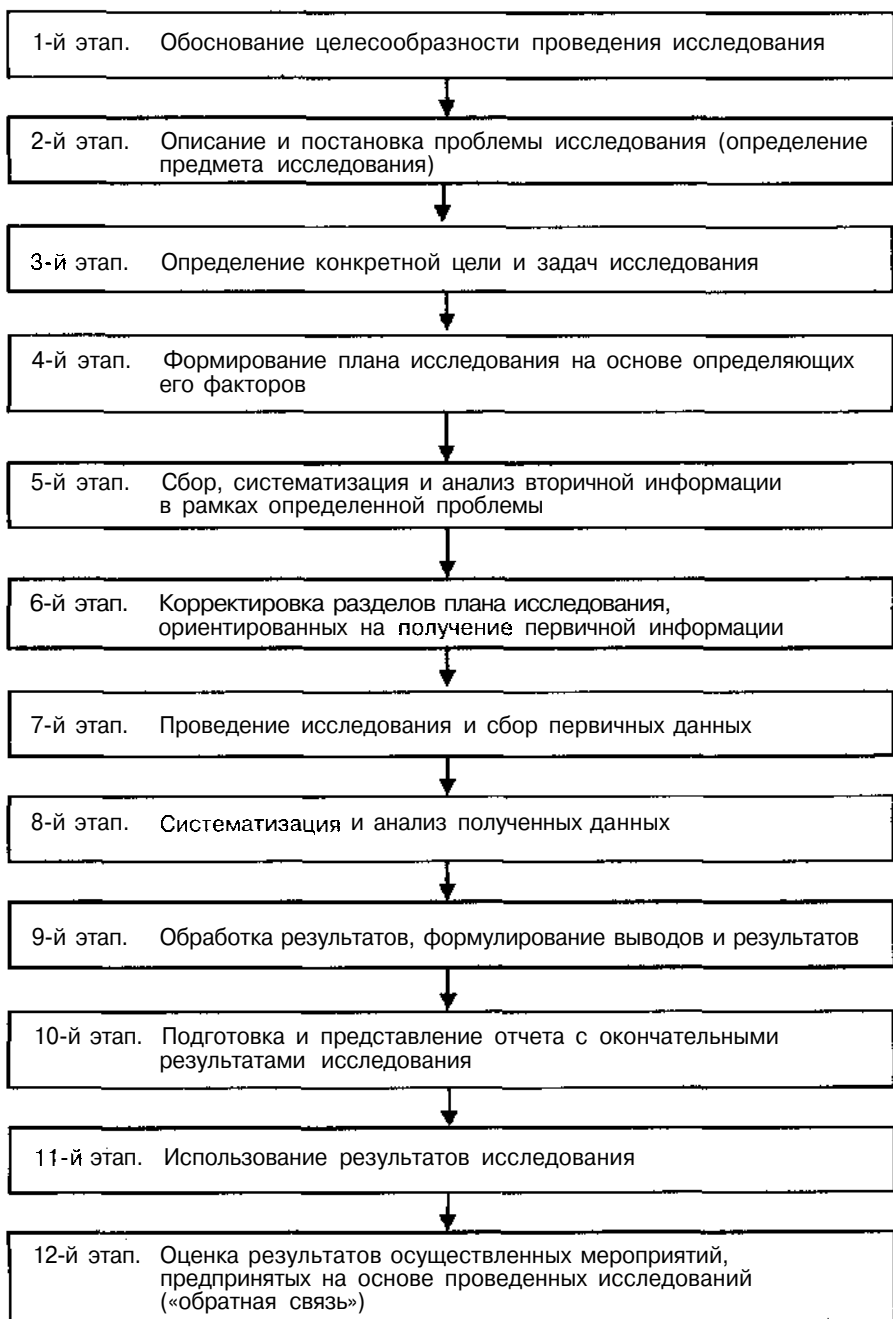 1-й этап. Обоснование целесообразности проведения исследования
2-й этап. Описание и постановка проблемы исследования (определение
предмета исследования)
3-й этап. Определение конкретной цели и задач исследования
4-й этап. Формирование плана исследования на основе определяющих
его факторов
5-й этап. Сбор, систематизация и анализ вторичной информации
в рамках определенной проблемы
6-й этап. Корректировка разделов плана исследования,
ориентированных на получение первичной информации
7-й этап. Проведение исследования и сбор первичных данных
8-й этап. Систематизация и анализ полученных данных
9-й этап. Обработка результатов, формулирование выводов и результатов
10-й этап. Подготовка и представление отчета с окончательными
результатами исследования
11-й этап. Использование результатов исследования
12-й этап. Оценка результатов осуществленных мероприятий,
предпринятых на основе проведенных исследований
(«обратная связь»)